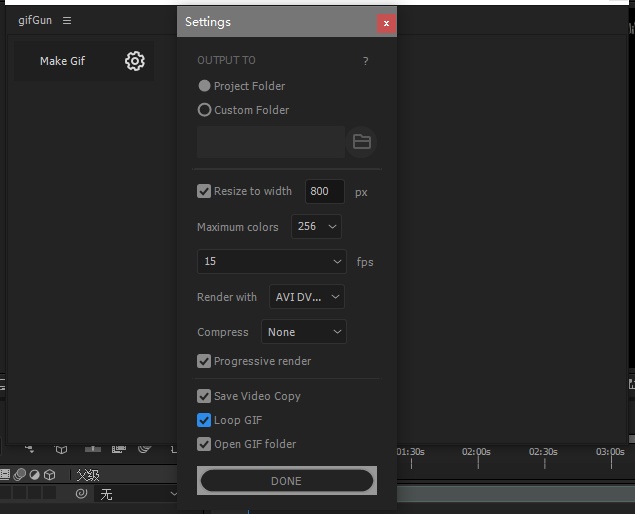 gifGun
Make Gif
Settings
x
OUTPUT TO ?
Project Folder
Custom Folder
Resize to width 800 px
Maximum colors 256
15 fps
Render with AVI DV...
Compress None
Progressive render
Save Video Copy
Loop GIF
Open GIF folder
DONE
01:30s 02:00s 02:30s 03:00s
父级
无